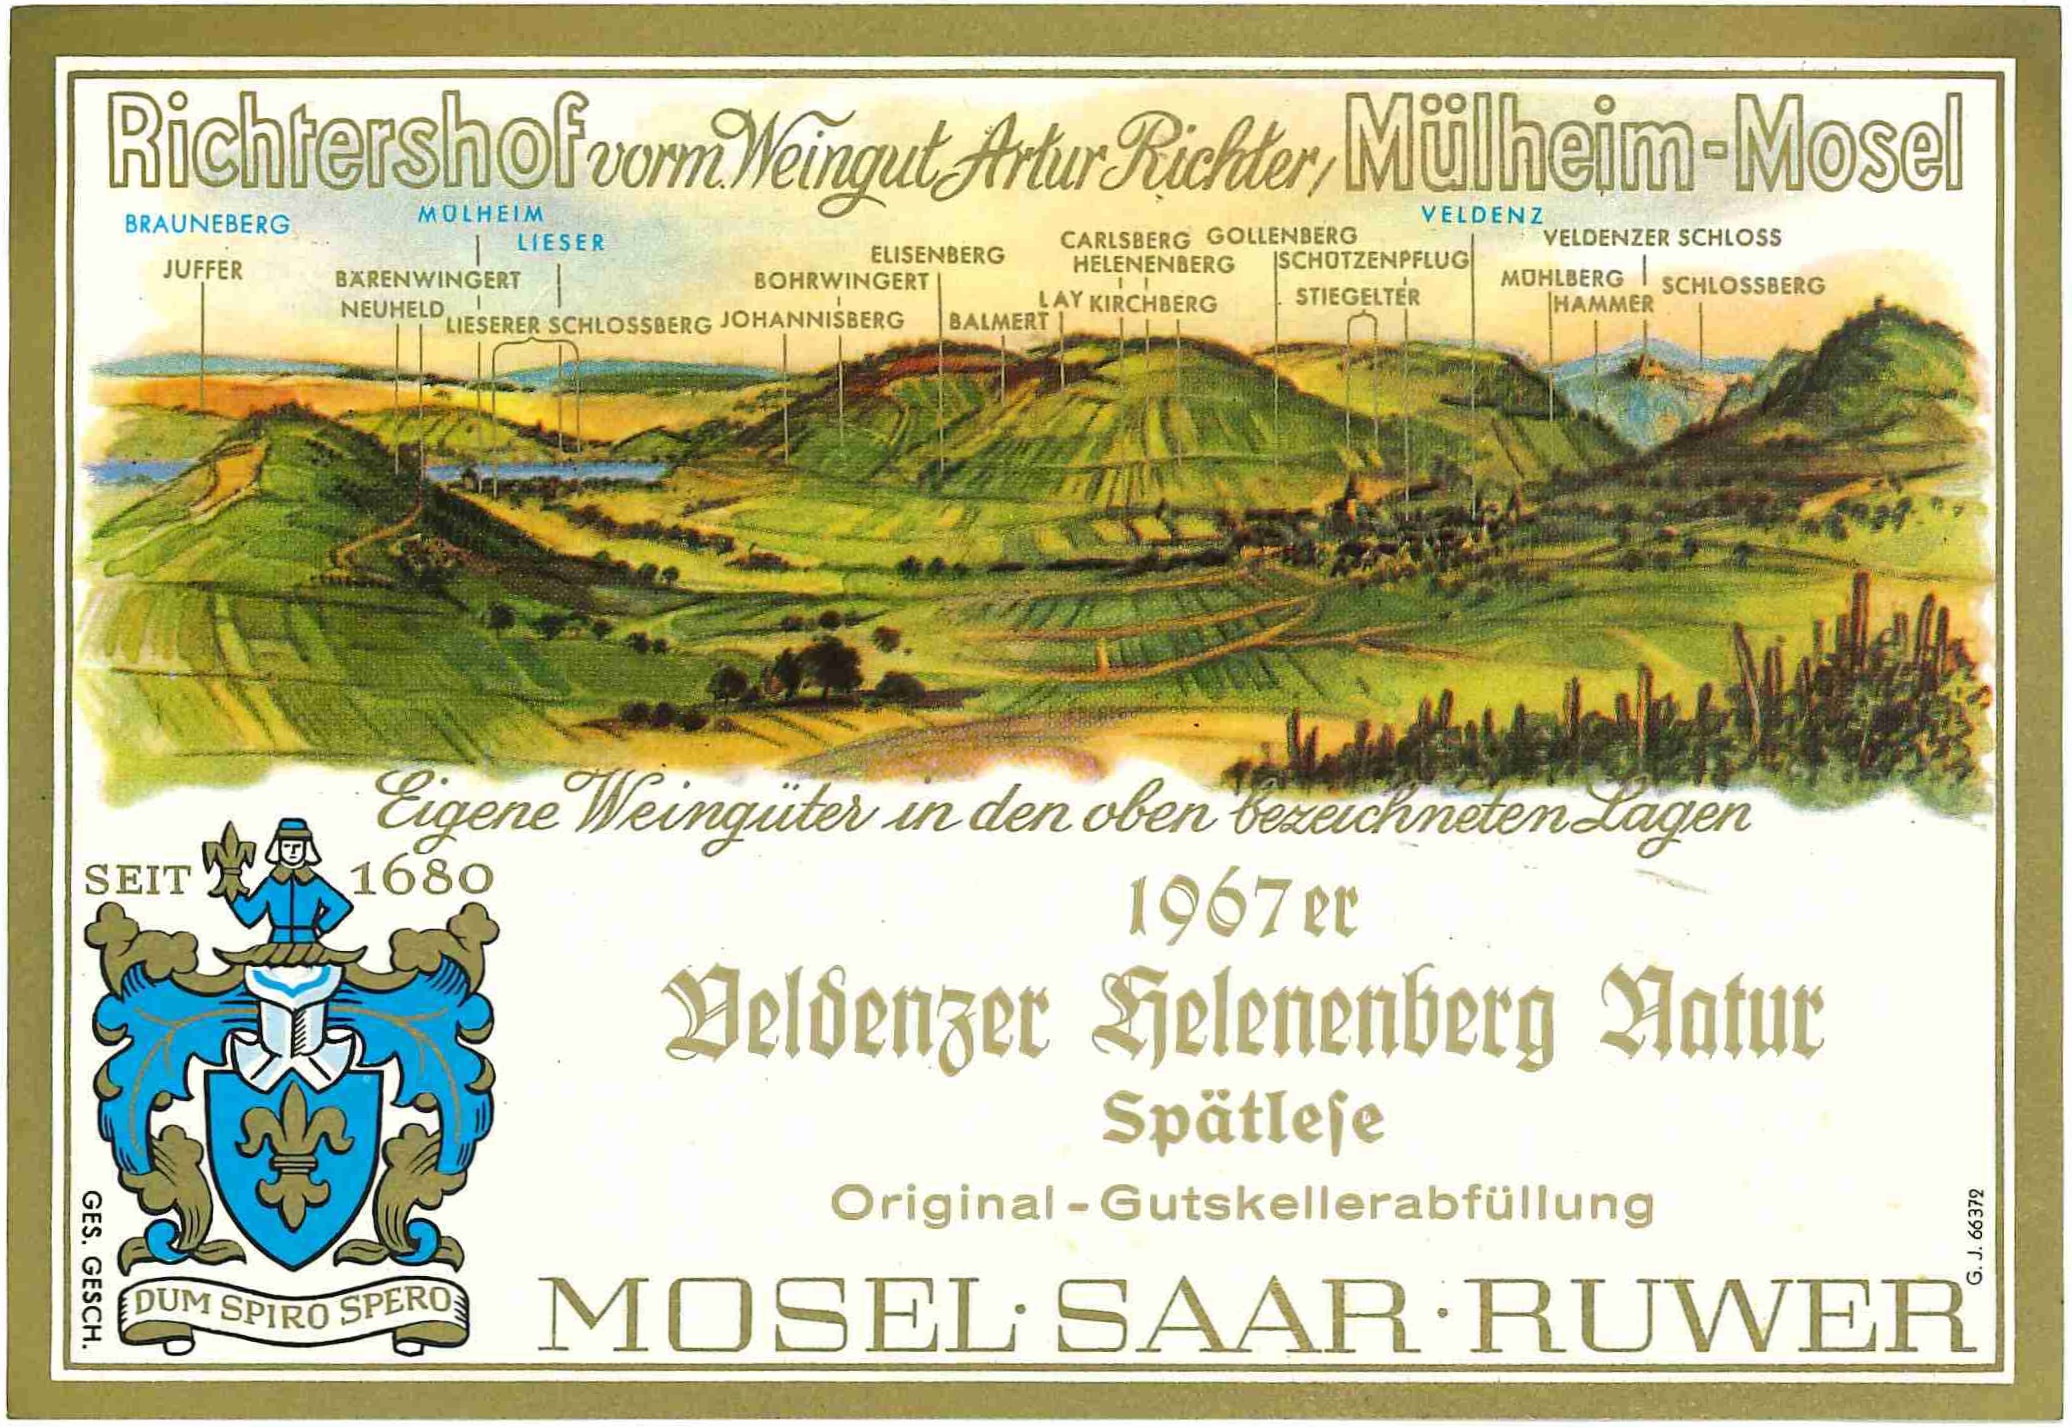 Richtershof vorm. Weingut Artur Richter, Mülheim-Mosel
BRAUNEBERG
MÜLHEIM
LIESER
VELDENZ
JUFFER
BÄRENWINGERT
NEUHELD
LIESERER SCHLOSSBERG
JOHANNISBERG
BOHRWINGERT
ELISENBERG
BALMERT
LAY
CARLSBERG
HELENENBERG
KIRCHBERG
GOLLENBERG
SCHÜTZENPFLUG
STIEGELTER
VELDENZER SCHLOSS
MÜHLBERG
HAMMER
SCHLOSSBERG
Eigene Weingüter in den oben bezeichneten Lagen
SEIT 1680
1967er
Veldenzer Helenenberg Natur
Spätlese
Original-Gutskellerabfüllung
MOSEL·SAAR·RUWER
DUM SPIRO SPERO
GES. GESCH.
G. J. 66372